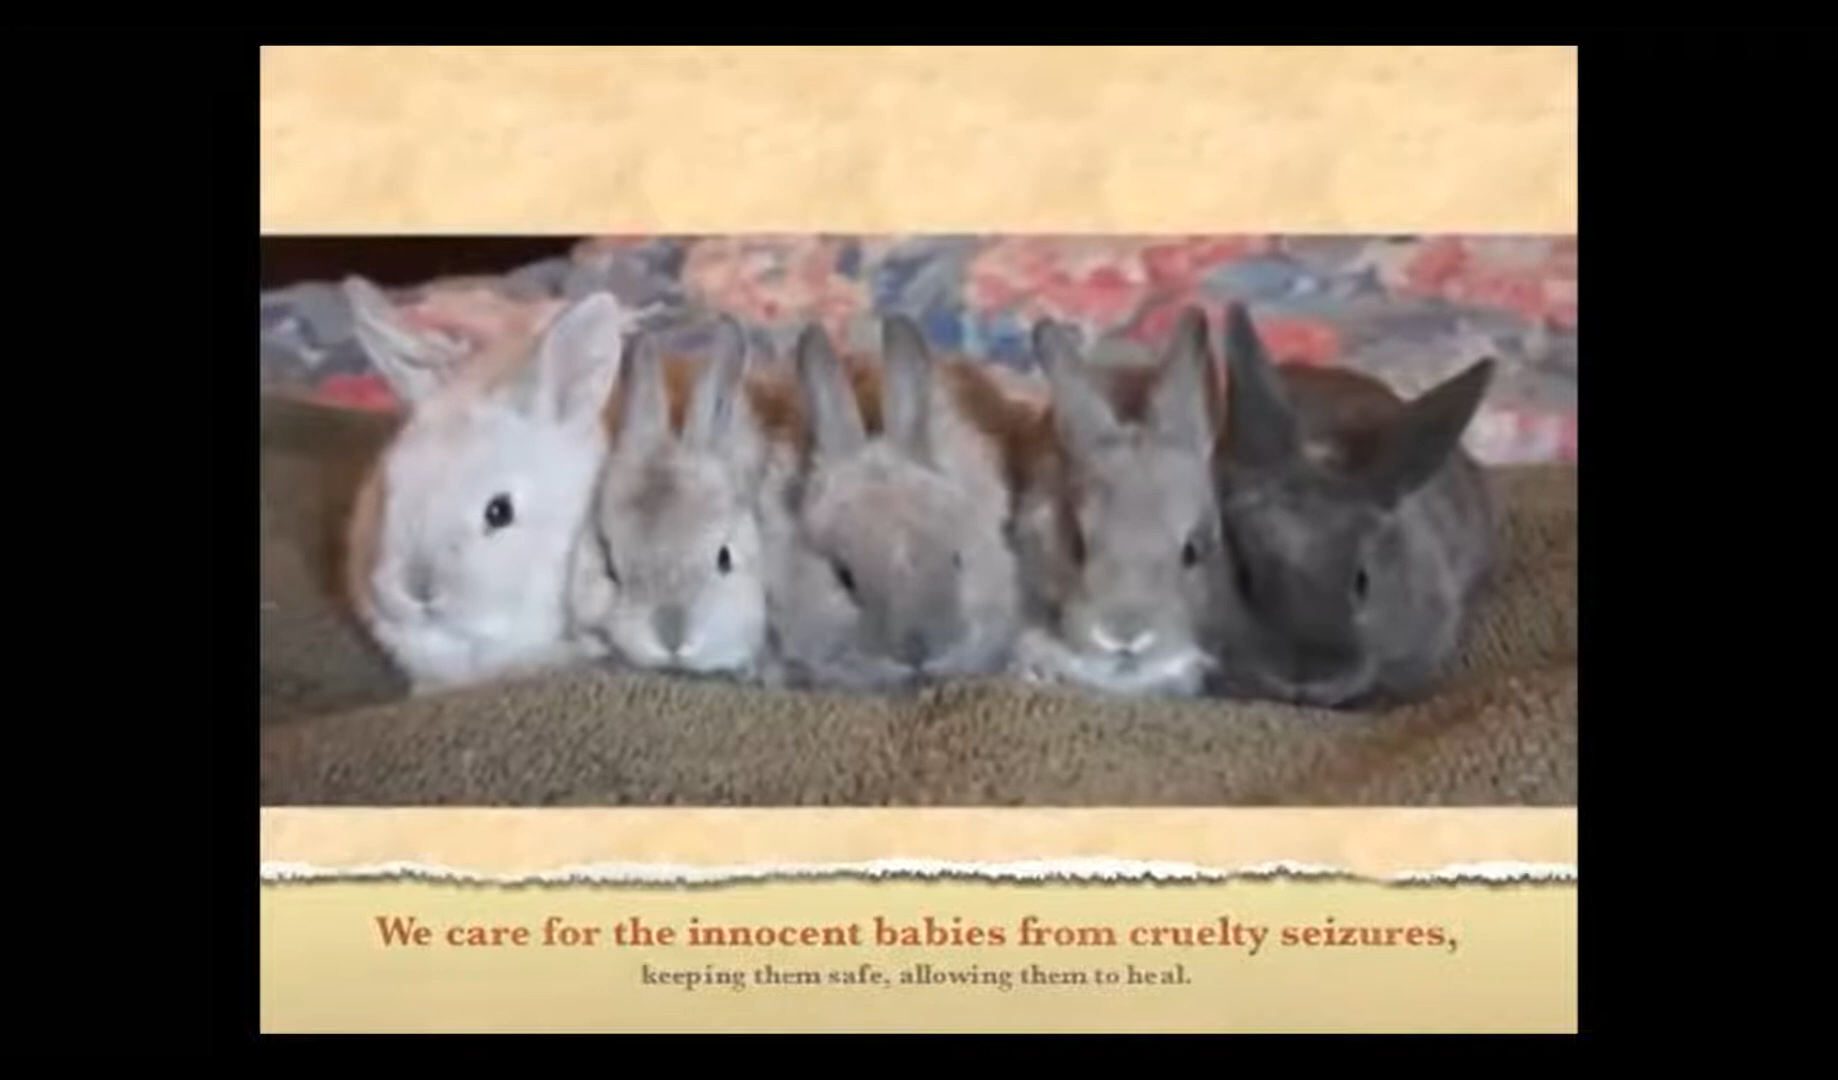 We care for the innocent babies from cruelty seizures,
keeping them safe, allowing them to heal.